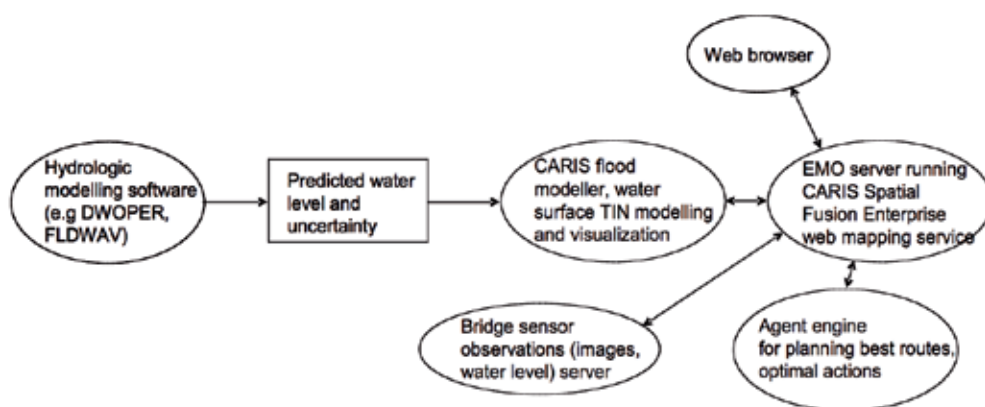 Web browser
Hydrologic
modelling software
(e.g DWOPER,
FLDWAV)
Predicted water
level and
uncertainty
CARIS flood
modeller, water
surface TIN modelling
and visualization
EMO server running
CARIS Spatial
Fusion Enterprise
web mapping service
Bridge sensor
observations (images,
water level) server
Agent engine
for planning best routes,
optimal actions